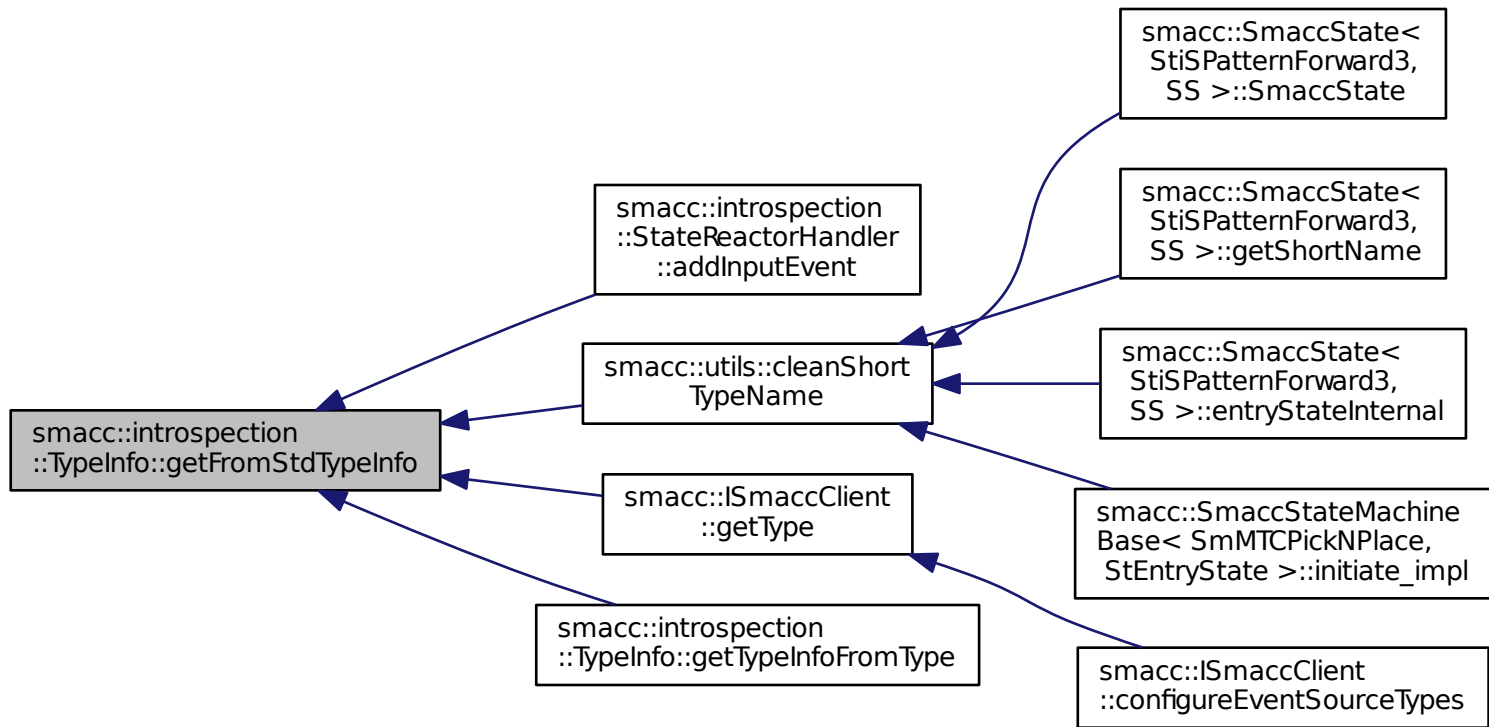 smacc::SmaccState<
StiSPatternForward3,
SS >::SmaccState
smacc::SmaccState<
StiSPatternForward3,
SS >::getShortName
smacc::introspection
::StateReactorHandler
::addInputEvent
smacc::SmaccState<
StiSPatternForward3,
SS >::entryStateInternal
smacc::utils::cleanShort
TypeName
smacc::introspection
::TypeInfo::getFromStdTypeInfo
smacc::ISmaccClient
::getType
smacc::SmaccStateMachine
Base< SmMTCPickNPlace,
StEntryState >::initiate_impl
smacc::introspection
::TypeInfo::getTypeInfoFromType
smacc::ISmaccClient
::configureEventSourceTypes